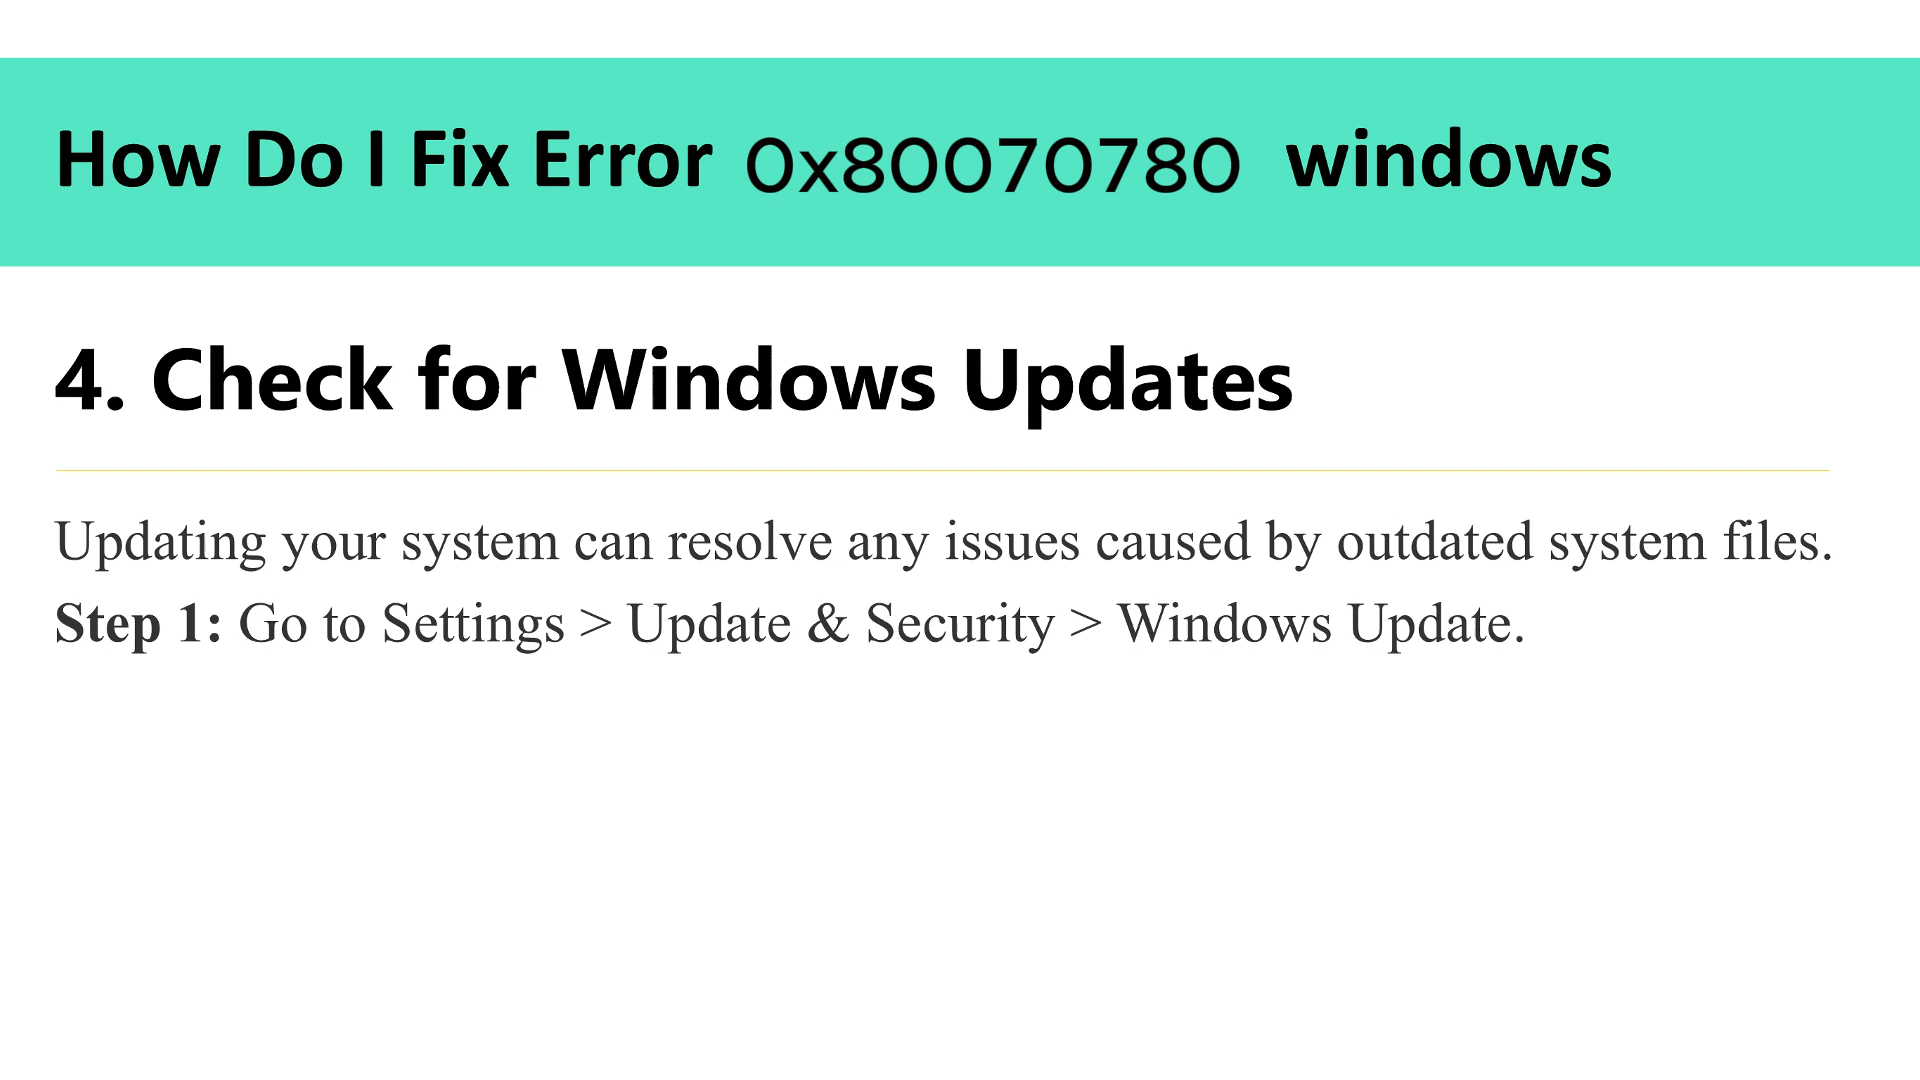 How Do I Fix Error 0x80070780 windows
4. Check for Windows Updates
Updating your system can resolve any issues caused by outdated system files.
Step 1: Go to Settings > Update & Security > Windows Update.